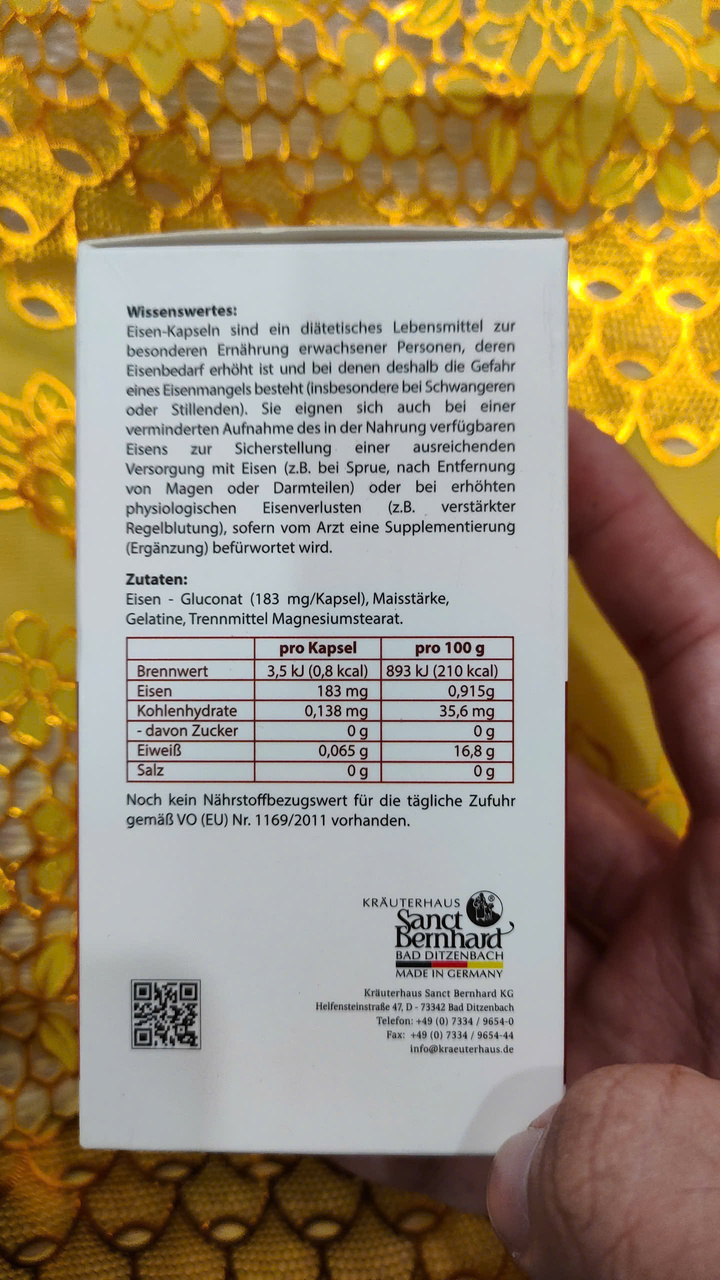 Wissenswertes:
Eisen-Kapseln sind ein diätetisches Lebensmittel zur
besonderen Ernährung erwachsener Personen, deren
Eisenbedarf erhöht ist und bei denen deshalb die Gefahr
eines Eisenmangels besteht (insbesondere bei Schwangeren
oder Stillenden). Sie eignen sich auch bei einer
verminderten Aufnahme des in der Nahrung verfügbaren
Eisens zur Sicherstellung einer ausreichenden
Versorgung mit Eisen (z.B. bei Sprue, nach Entfernung
von Magen oder Darmteilen) oder bei erhöhten
physiologischen Eisenverlusten (z.B. verstärkter
Regelblutung), sofern vom Arzt eine Supplementierung
(Ergänzung) befürwortet wird.
Zutaten:
Eisen - Gluconat (183 mg/Kapsel), Maisstärke,
Gelatine, Trennmittel Magnesiumstearat.
pro Kapsel pro 100 g
Brennwert 3,5 kJ (0,8 kcal) 893 kJ (210 kcal)
Eisen 183 mg 0,915g
Kohlenhydrate 0,138 mg 35,6 mg
- davon Zucker 0 g 0 g
Eiweiß 0,065 g 16,8 g
Salz 0 g 0 g
Noch kein Nährstoffbezugswert für die tägliche Zufuhr
gemäß VO (EU) Nr. 1169/2011 vorhanden.
KRÄUTERHAUS
Sanct
Bernhard
BAD DITZENBACH
MADE IN GERMANY
Kräuterhaus Sanct Bernhard KG
Helfensteinstraße 47, D - 73342 Bad Ditzenbach
Telefon: +49 (0) 7334 / 9654-0
Fax: +49 (0) 7334 / 9654-44
info@kraeuterhaus.de